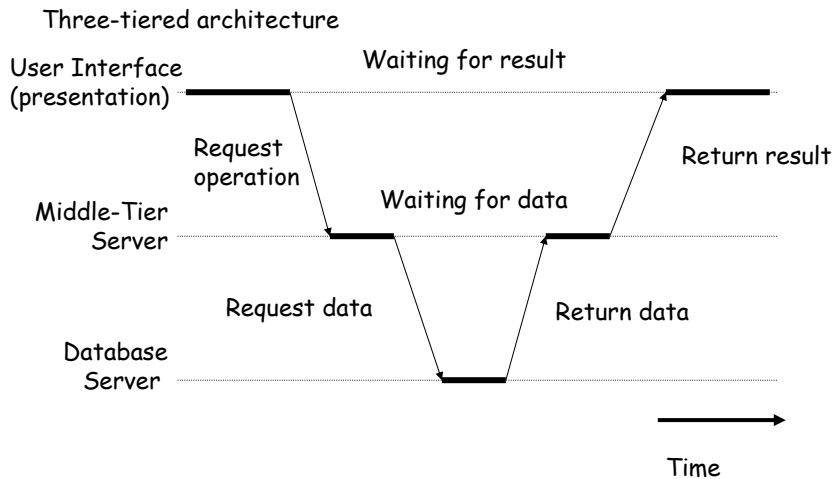 Three-tiered architecture
User Interface
(presentation)
Waiting for result
Request
operation
Return result
Middle-Tier
Server
Waiting for data
Request data
Return data
Database
Server
Time